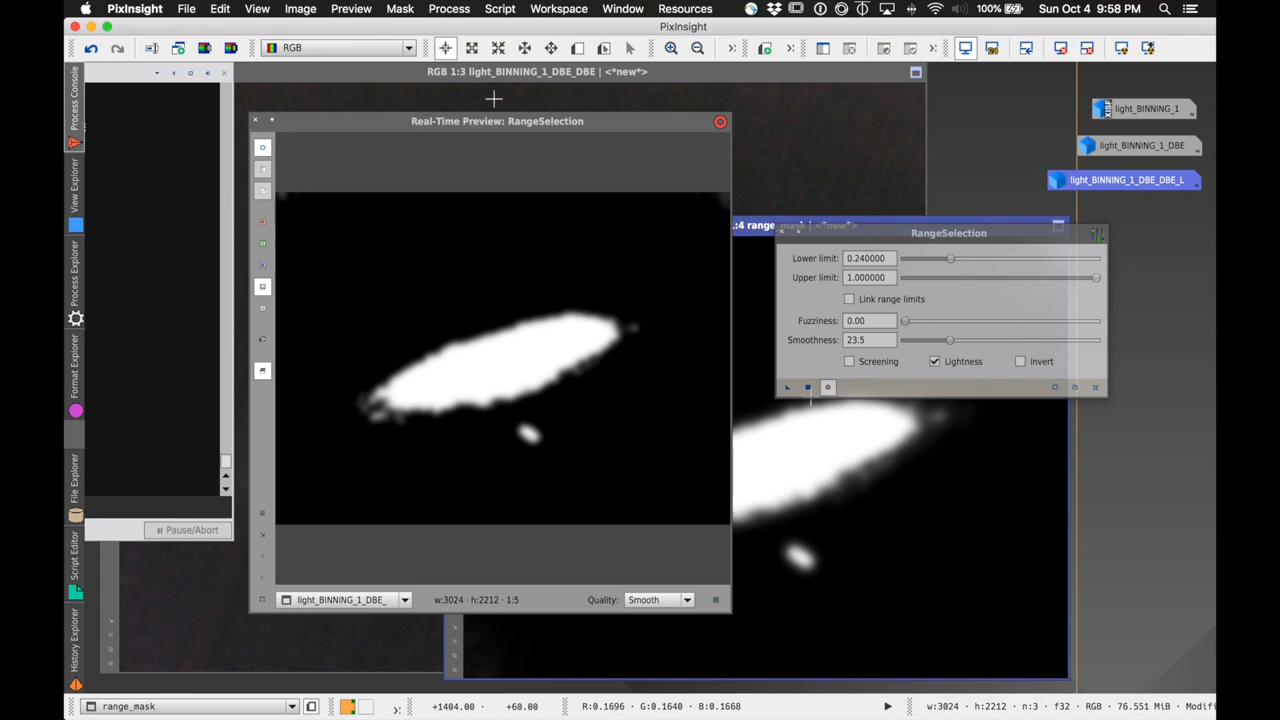 PixInsight File Edit View Image Preview Mask Process Script Workspace Window Resources 100% Sun Oct 4 9:58 PM
PixInsight
RGB
Process Console
View Explorer
Process Explorer
Format Explorer
File Explorer
Script Editor
History Explorer
RGB 1:3 light_BINNING_1_DBE_DBE | <*new*>
Real-Time Preview: RangeSelection
light_BINNING_1
light_BINNING_1_DBE
light_BINNING_1_DBE_DBE_L
:4 range_mask | <*new*>
RangeSelection
Lower limit: 0.240000
Upper limit: 1.000000
Link range limits
Fuzziness: 0.00
Smoothness: 23.5
Screening Lightness Invert
Pause/Abort
light_BINNING_1_DBE_ w:3024 · h:2212 · 1:5 Quality: Smooth
range_mask +1404.00 · +60.00 R:0.1696 · G:0.1640 · B:0.1668 w:3024 · h:2212 · n:3 · f32 · RGB · 76.551 MiB · Modifi